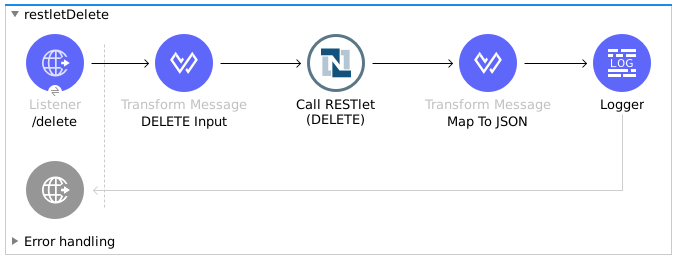 restletDelete
Listener
/delete
Transform Message
DELETE Input
Call RESTlet
(DELETE)
Transform Message
Map To JSON
LOG
Logger
Error handling